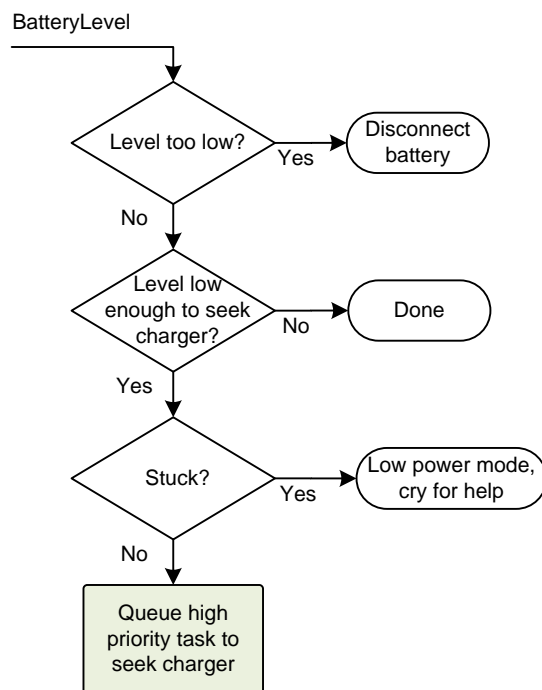 BatteryLevel
Level too low?
Yes
Disconnect
battery
No
Level low
enough to seek
charger?
No
Done
Yes
Stuck?
Yes
Low power mode,
cry for help
No
Queue high
priority task to
seek charger